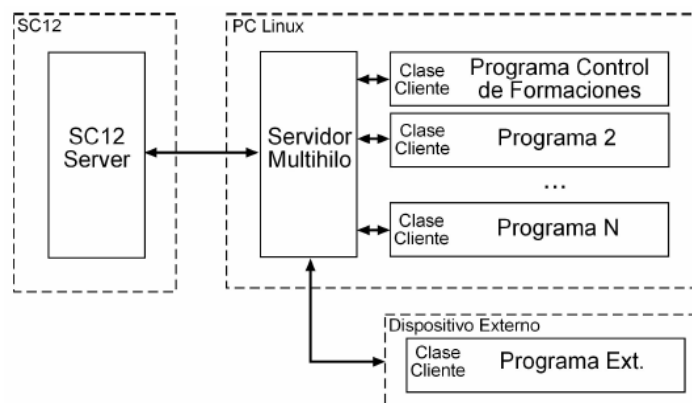 SC12
PC Linux
SC12
Server
Servidor
Multihilo
Clase
Cliente
Programa Control
de Formaciones
Clase
Cliente
Programa 2
...
Clase
Cliente
Programa N
Dispositivo Externo
Clase
Cliente
Programa Ext.